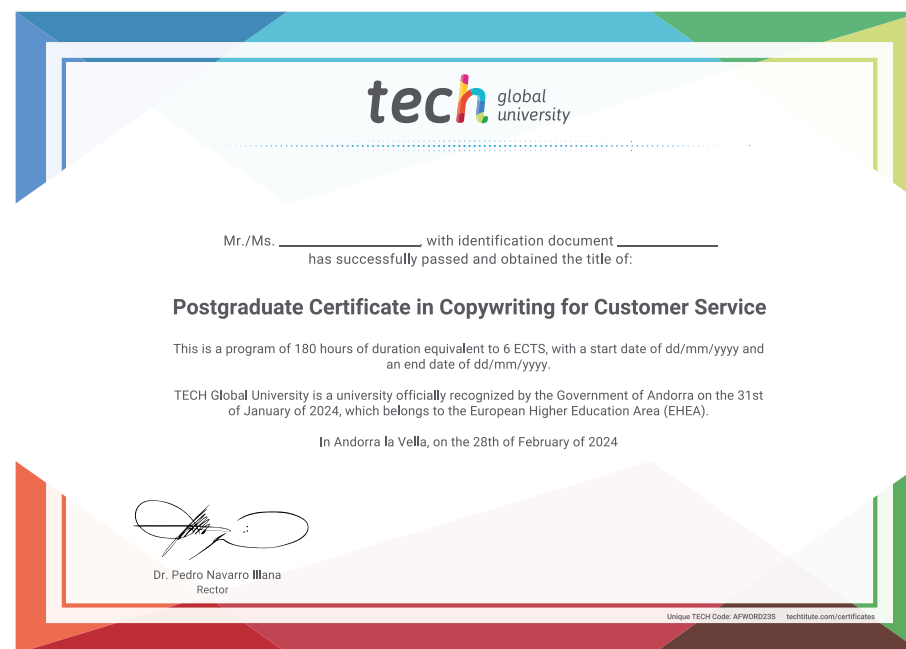 tech global university
Mr./Ms. ____________________, with identification document ______________
has successfully passed and obtained the title of:
Postgraduate Certificate in Copywriting for Customer Service
This is a program of 180 hours of duration equivalent to 6 ECTS, with a start date of dd/mm/yyyy and
an end date of dd/mm/yyyy.
TECH Global University is a university officially recognized by the Government of Andorra on the 31st
of January of 2024, which belongs to the European Higher Education Area (EHEA).
In Andorra la Vella, on the 28th of February of 2024
Dr. Pedro Navarro Illana
Rector
Unique TECH Code: AFWORD23S techtitute.com/certificates